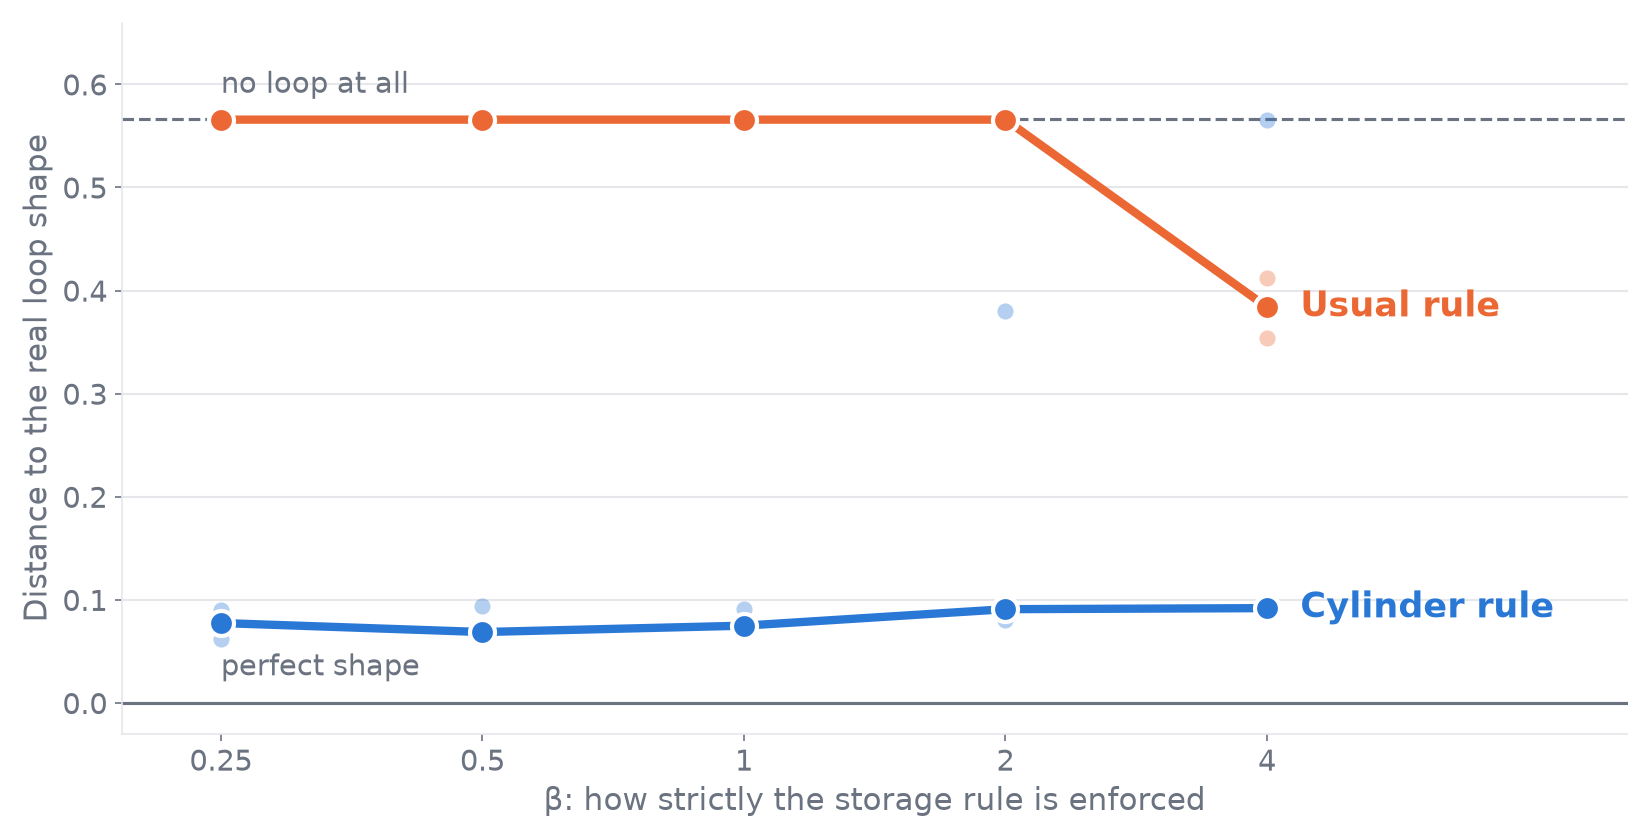 Distance to the real loop shape
0.6
0.5
0.4
0.3
0.2
0.1
0.0
no loop at all
Usual rule
Cylinder rule
perfect shape
0.25
0.5
1
2
4
β: how strictly the storage rule is enforced